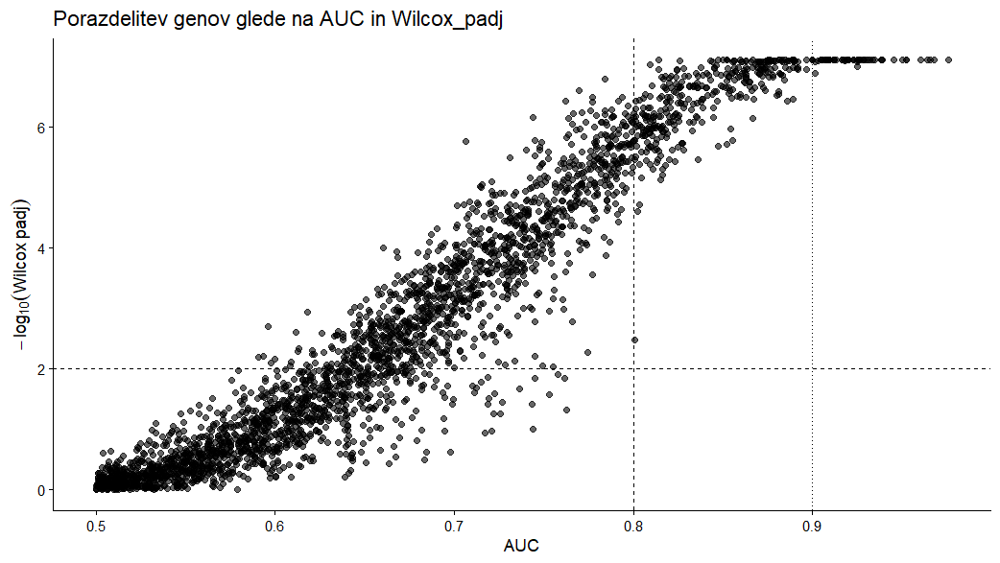 Porazdelitev genov glede na AUC in Wilcox_padj
− log10(Wilcox padj)
6
4
2
0
0.5 0.6 0.7 0.8 0.9
AUC